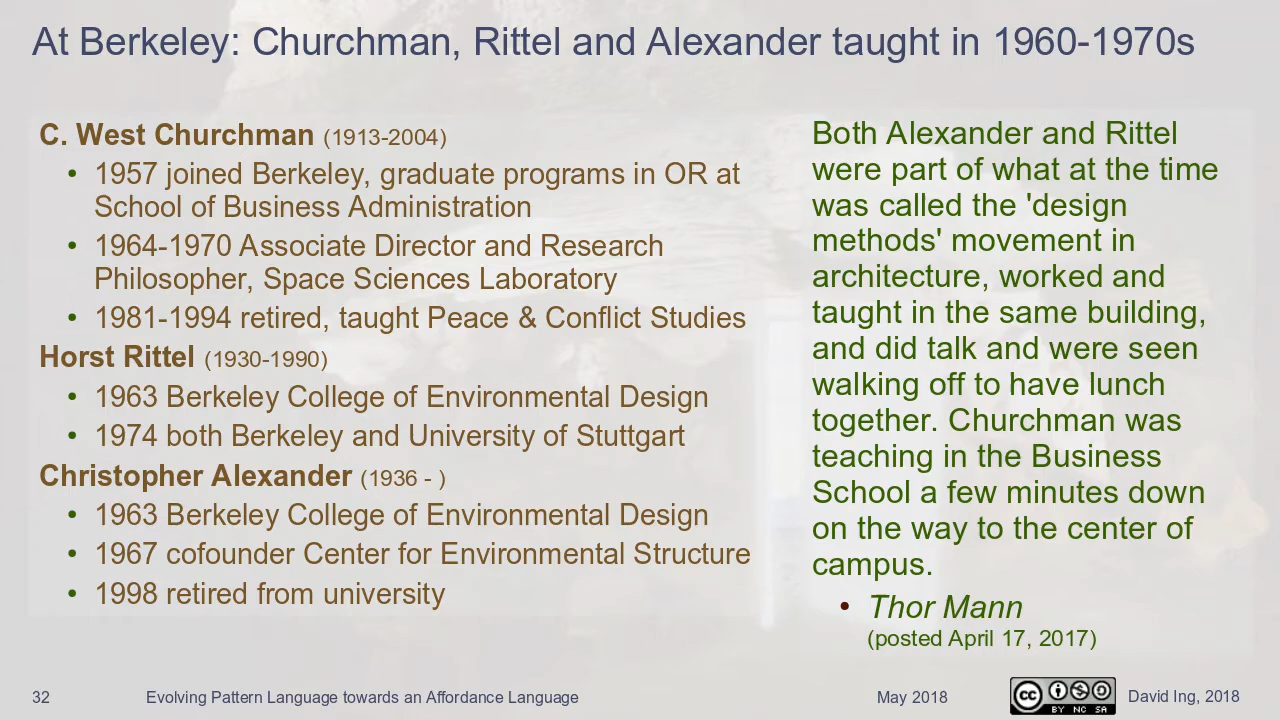 At Berkeley: Churchman, Rittel and Alexander taught in 1960-1970s
C. West Churchman (1913-2004)
• 1957 joined Berkeley, graduate programs in OR at
School of Business Administration
• 1964-1970 Associate Director and Research
Philosopher, Space Sciences Laboratory
• 1981-1994 retired, taught Peace & Conflict Studies
Horst Rittel (1930-1990)
• 1963 Berkeley College of Environmental Design
• 1974 both Berkeley and University of Stuttgart
Christopher Alexander (1936 - )
• 1963 Berkeley College of Environmental Design
• 1967 cofounder Center for Environmental Structure
• 1998 retired from university
Both Alexander and Rittel
were part of what at the time
was called the 'design
methods' movement in
architecture, worked and
taught in the same building,
and did talk and were seen
walking off to have lunch
together. Churchman was
teaching in the Business
School a few minutes down
on the way to the center of
campus.
• Thor Mann
(posted April 17, 2017)
32
Evolving Pattern Language towards an Affordance Language
May 2018
cc BY NC SA
David Ing, 2018